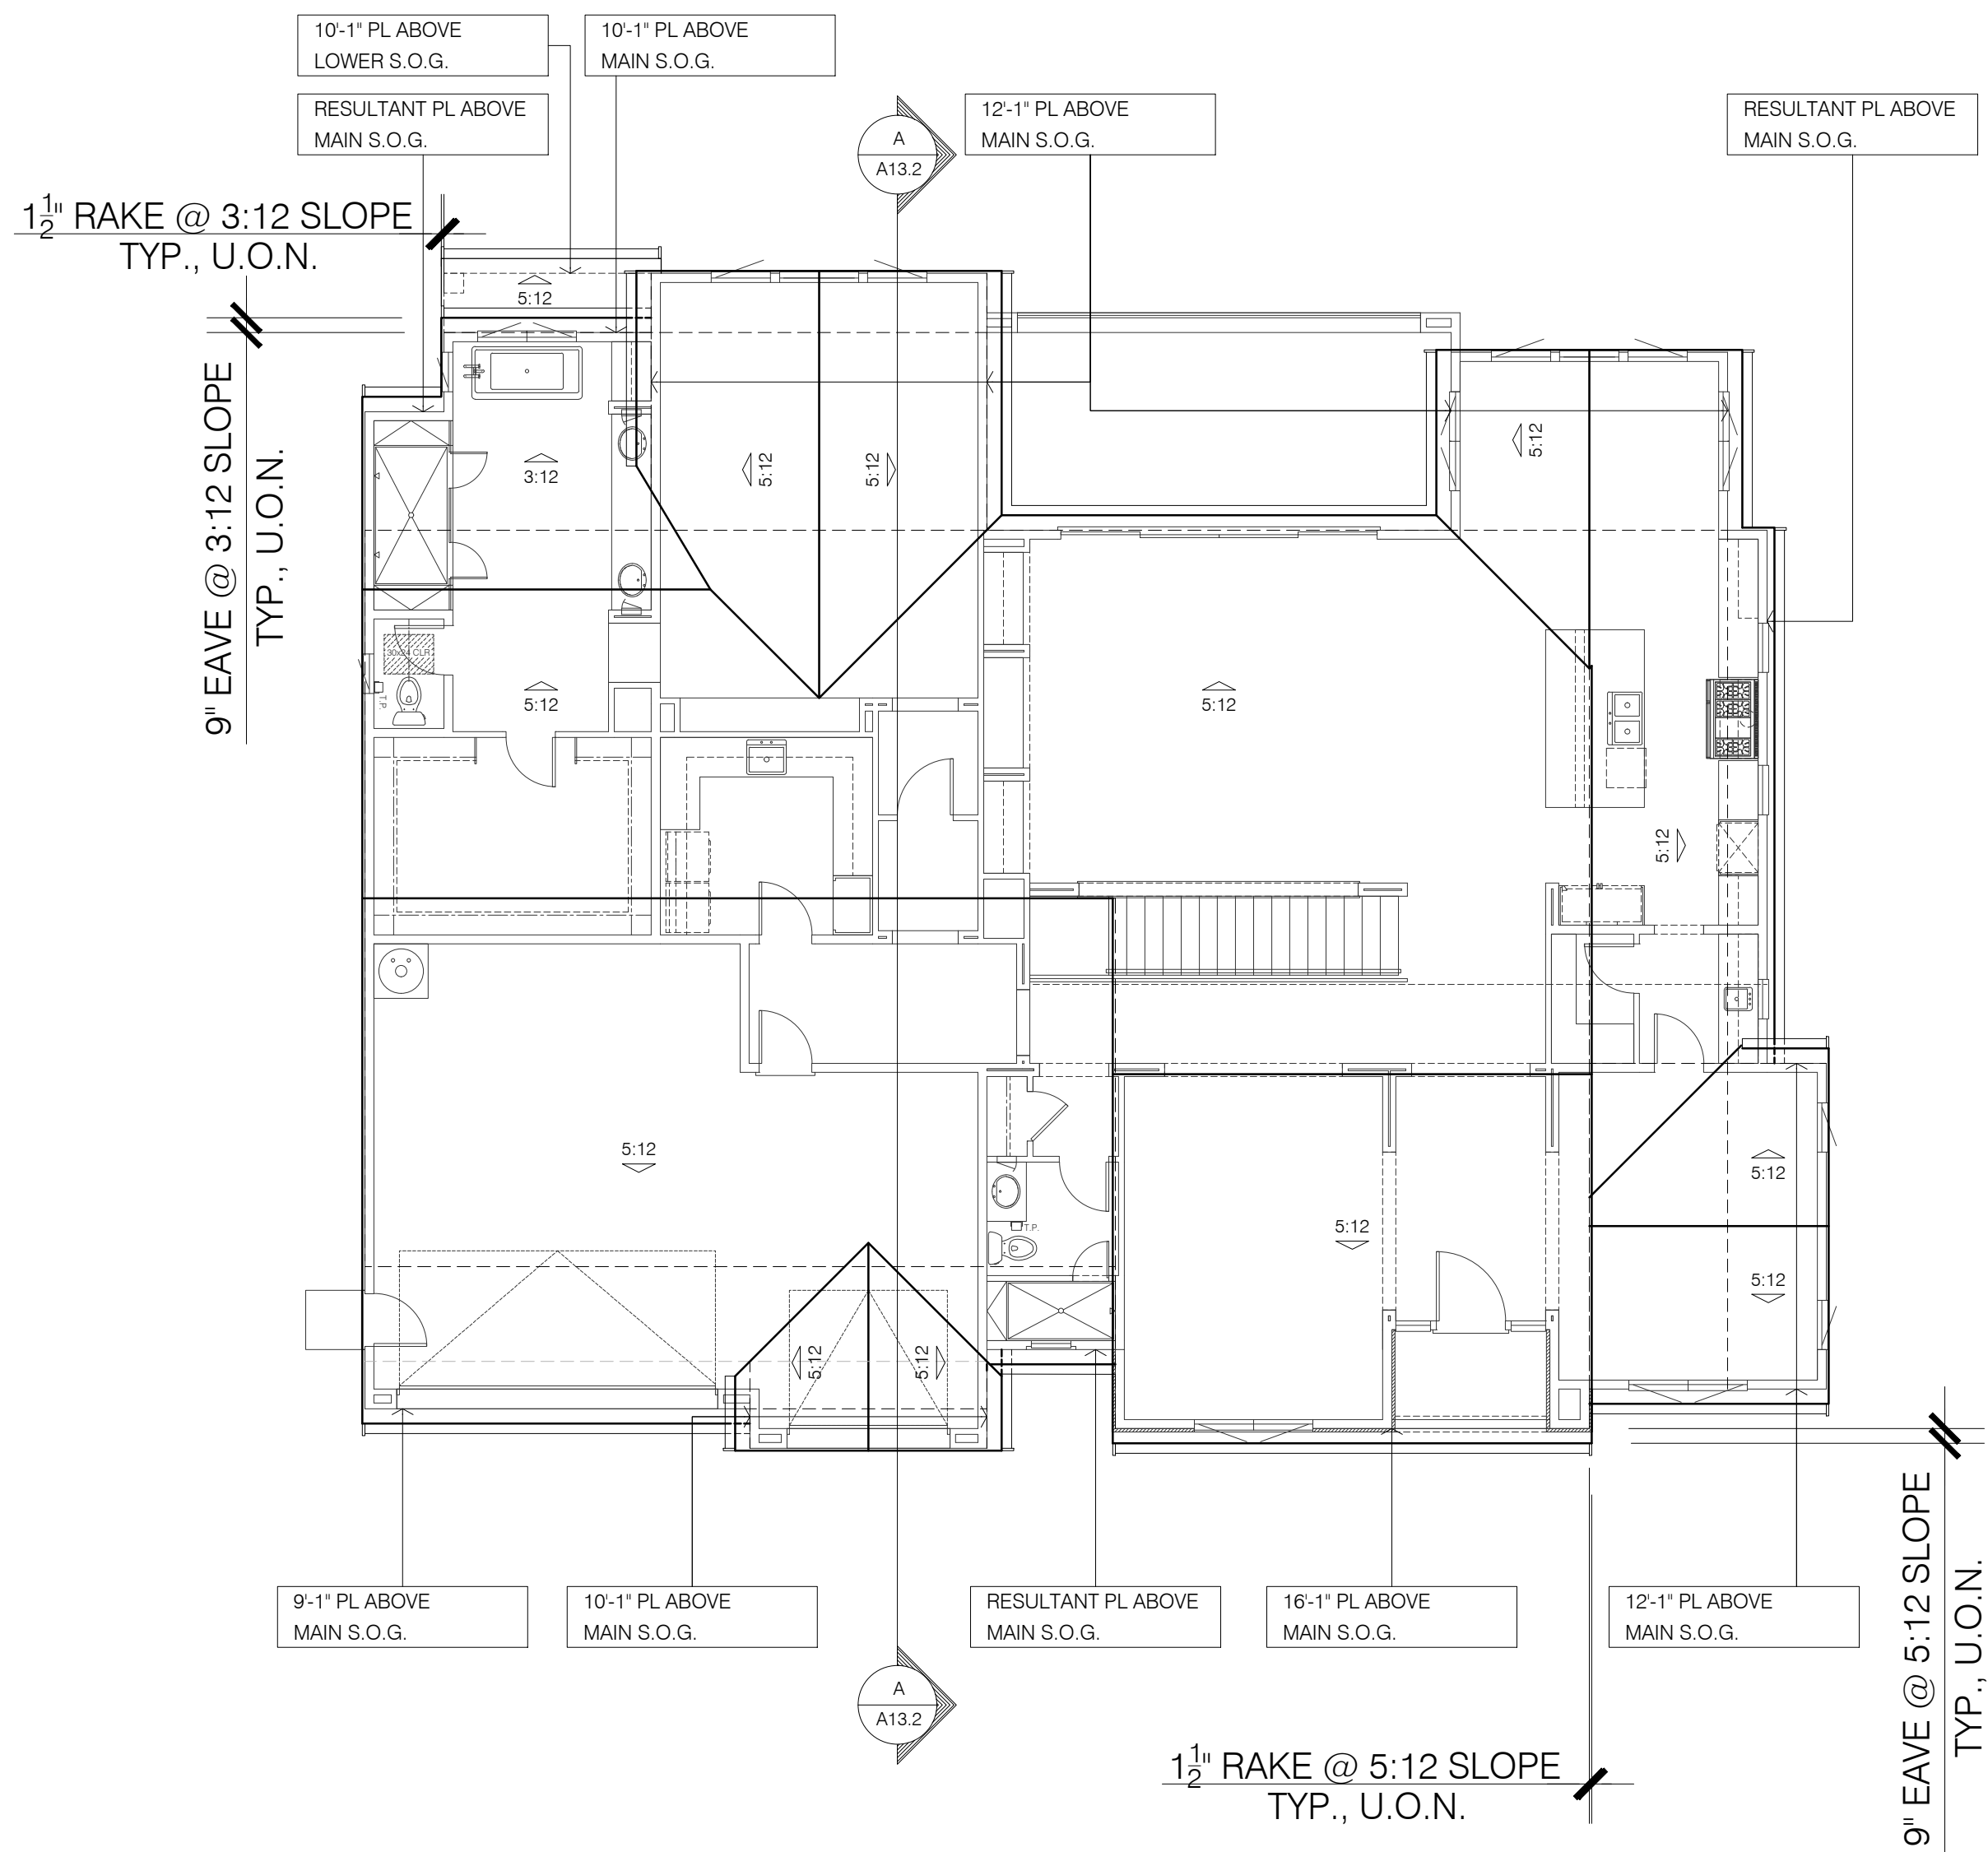 10'-1" PL ABOVE
LOWER S.O.G.
10'-1" PL ABOVE
MAIN S.O.G.
RESULTANT PL ABOVE
MAIN S.O.G.
A
A13.2
12'-1" PL ABOVE
MAIN S.O.G.
RESULTANT PL ABOVE
MAIN S.O.G.
1 1/2" RAKE @ 3:12 SLOPE
TYP., U.O.N.
9" EAVE @ 3:12 SLOPE
TYP., U.O.N.
5:12
3:12
5:12
5:12
5:12
30x24 CLR
T.P.
5:12
5:12
5:12
5:12
T.P.
5:12
5:12
5:12
5:12
5:12
9'-1" PL ABOVE
MAIN S.O.G.
10'-1" PL ABOVE
MAIN S.O.G.
RESULTANT PL ABOVE
MAIN S.O.G.
16'-1" PL ABOVE
MAIN S.O.G.
12'-1" PL ABOVE
MAIN S.O.G.
A
A13.2
1 1/2" RAKE @ 5:12 SLOPE
TYP., U.O.N.
9" EAVE @ 5:12 SLOPE
TYP., U.O.N.